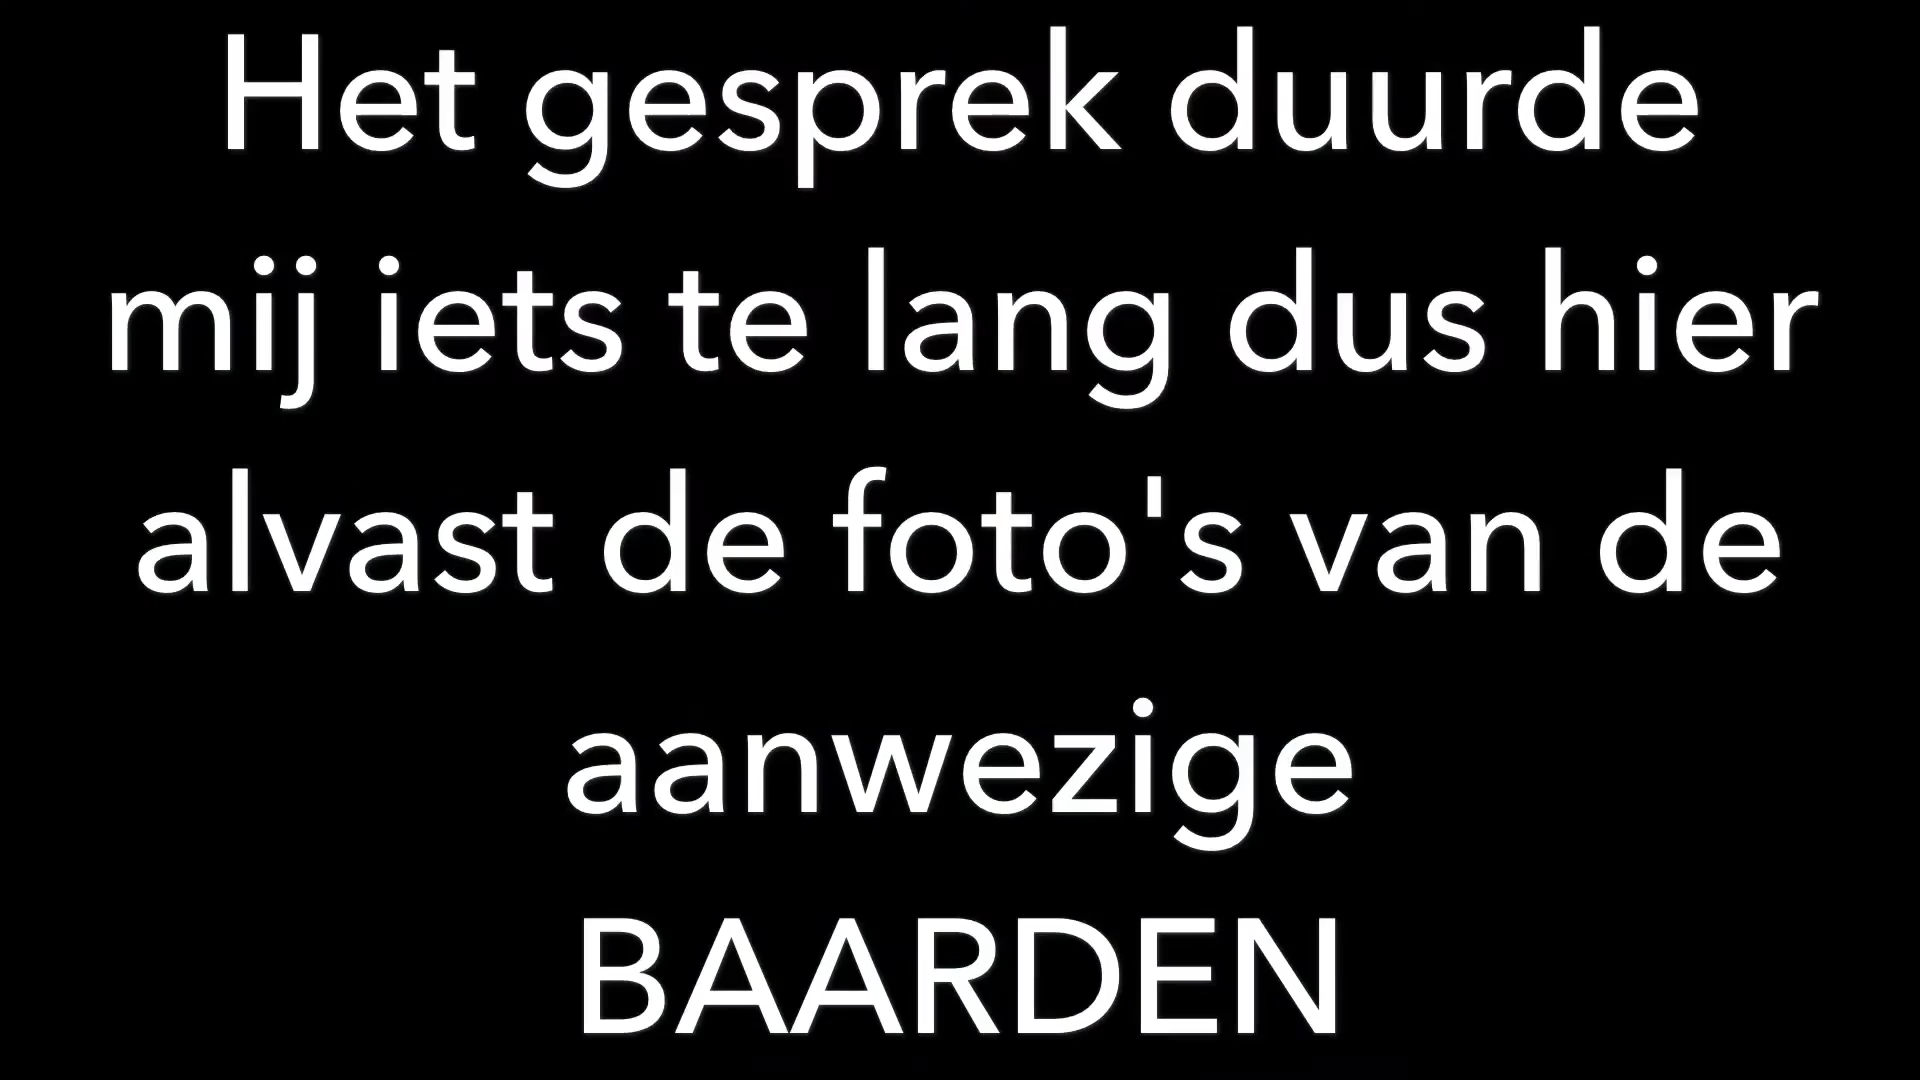 Het gesprek duurde
mij iets te lang dus hier
alvast de foto's van de
aanwezige
BAARDEN